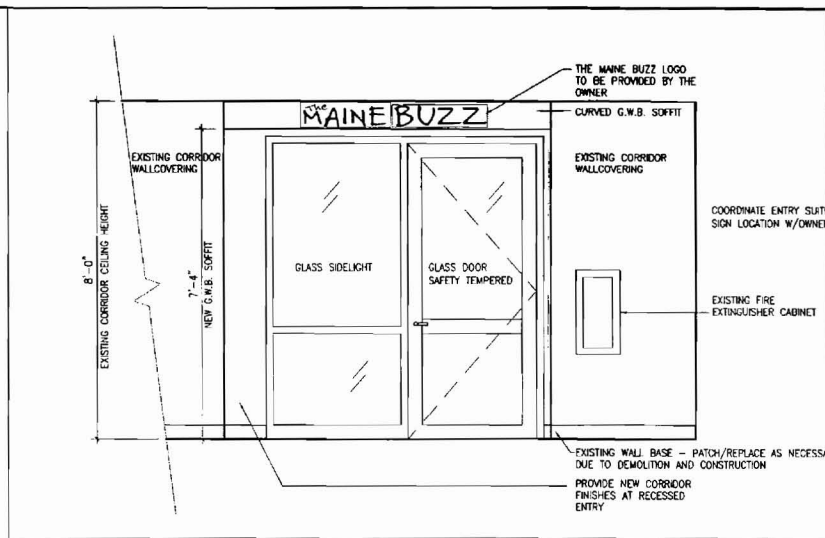 THE MAINE BUZZ LOGO
TO BE PROVIDED BY THE
OWNER
The MAINE BUZZ
CURVED G.W.B. SOFFIT
EXISTING CORRIDOR
WALLCOVERING
EXISTING CORRIDOR
WALLCOVERING
COORDINATE ENTRY
SIGN LOCATION W/OWNER
8'-0"
EXISTING CORRIDOR CEILING HEIGHT
7'-4"
NEW G.W.B. SOFFIT
GLASS SIDELIGHT
GLASS DOOR
SAFETY TEMPERED
EXISTING FIRE
EXTINGUISHER CABINET
EXISTING WALL BASE - PATCH/REPLACE AS
DUE TO DEMOLITION AND CONSTRUCTION
PROVIDE NEW CORRIDOR
FINISHES AT RECESSED
ENTRY